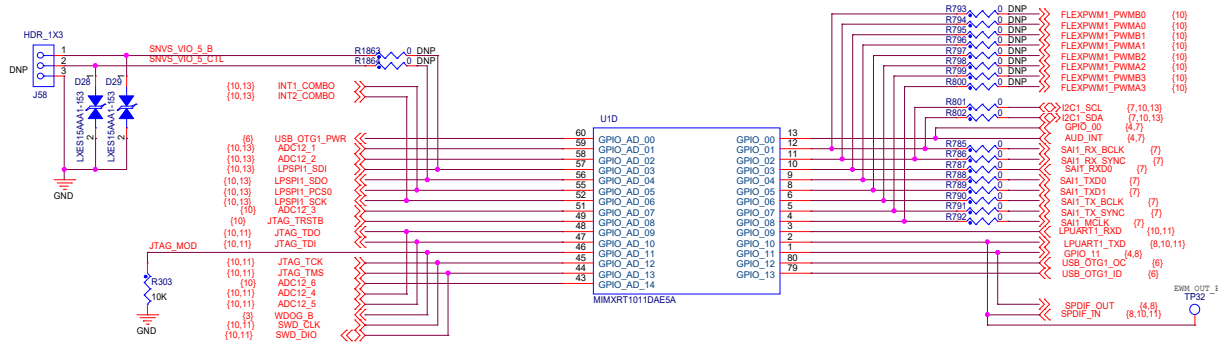 HDR_1X3
DNP
J58
1
2
3
SNVS_VIO_5_B
SNVS_VIO_5_CTL
R1863 0 DNP
R1864 0 DNP
D28
D29
LXES15AAA1-153
LXES15AAA1-153
1
1
2
2
GND
{10,13} INT1_COMBO
{10,13} INT2_COMBO
{6} USB_OTG1_PWR
{10,13} ADC12_1
{10,13} ADC12_2
{10,13} LPSPI1_SDI
{10,13} LPSPI1_SDO
{10,13} LPSPI1_PCS0
{10,13} LPSPI1_SCK
{10} ADC12_3
{10} JTAG_TRSTB
{10,11} JTAG_TDO
{10,11} JTAG_TDI
JTAG_MOD
{10,11} JTAG_TCK
{10,11} JTAG_TMS
{10} ADC12_6
{10,11} ADC12_4
{10,11} ADC12_5
{3} WDOG_B
{10,11} SWD_CLK
{10,11} SWD_DIO
R303
10K
GND
U1D
60 GPIO_AD_00
59 GPIO_AD_01
58 GPIO_AD_02
57 GPIO_AD_03
56 GPIO_AD_04
55 GPIO_AD_05
52 GPIO_AD_06
51 GPIO_AD_07
49 GPIO_AD_08
48 GPIO_AD_09
47 GPIO_AD_10
46 GPIO_AD_11
45 GPIO_AD_12
44 GPIO_AD_13
43 GPIO_AD_14
GPIO_00 13
GPIO_01 12
GPIO_02 11
GPIO_03 10
GPIO_04 9
GPIO_05 8
GPIO_06 6
GPIO_07 5
GPIO_08 4
GPIO_09 3
GPIO_10 2
GPIO_11 1
GPIO_12 80
GPIO_13 79
MIMXRT1011DAE5A
R793 0 DNP FLEXPWM1_PWMB0 {10}
R794 0 DNP FLEXPWM1_PWMA0 {10}
R795 0 DNP FLEXPWM1_PWMB1 {10}
R796 0 DNP FLEXPWM1_PWMA1 {10}
R797 0 DNP FLEXPWM1_PWMB2 {10}
R798 0 DNP FLEXPWM1_PWMA2 {10}
R799 0 DNP FLEXPWM1_PWMB3 {10}
R800 0 DNP FLEXPWM1_PWMA3 {10}
R801 0 I2C1_SCL {7,10,13}
R802 0 I2C1_SDA {7,10,13}
GPIO_00 {4,7}
AUD_INT {4,7}
R785 0 SAI1_RX_BCLK {7}
R786 0 SAI1_RX_SYNC {7}
R787 0 SAI1_RXD0 {7}
R788 0 SAI1_TXD0 {7}
R789 0 SAI1_TXD1 {7}
R790 0 SAI1_TX_BCLK {7}
R791 0 SAI1_TX_SYNC {7}
R792 0 SAI1_MCLK {7}
LPUART1_RXD {10,11}
LPUART1_TXD {8,10,11}
GPIO_11 {4,8}
USB_OTG1_OC {6}
USB_OTG1_ID {6}
SPDIF_OUT {4,8}
SPDIF_IN {8,10,11}
TP32